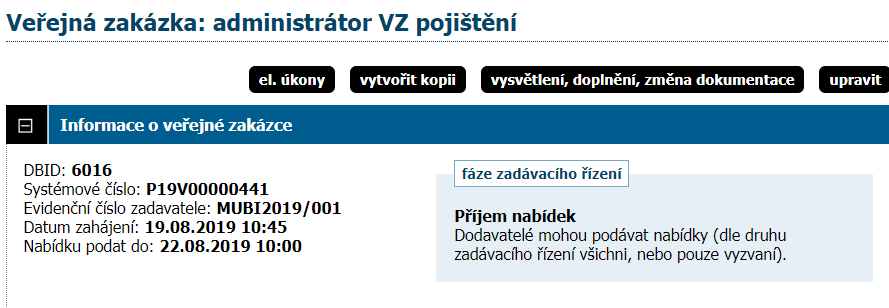 Veřejná zakázka: administrátor VZ pojištění
el. úkony
vytvořit kopii
vysvětlení, doplnění, změna dokumentace
upravit
Informace o veřejné zakázce
DBID: 6016
Systémové číslo: P19V00000441
Evidenční číslo zadavatele: MUBI2019/001
Datum zahájení: 19.08.2019 10:45
Nabídku podat do: 22.08.2019 10:00
fáze zadávacího řízení
Příjem nabídek
Dodavatelé mohou podávat nabídky (dle druhu
zadávacího řízení všichni, nebo pouze vyzvaní).